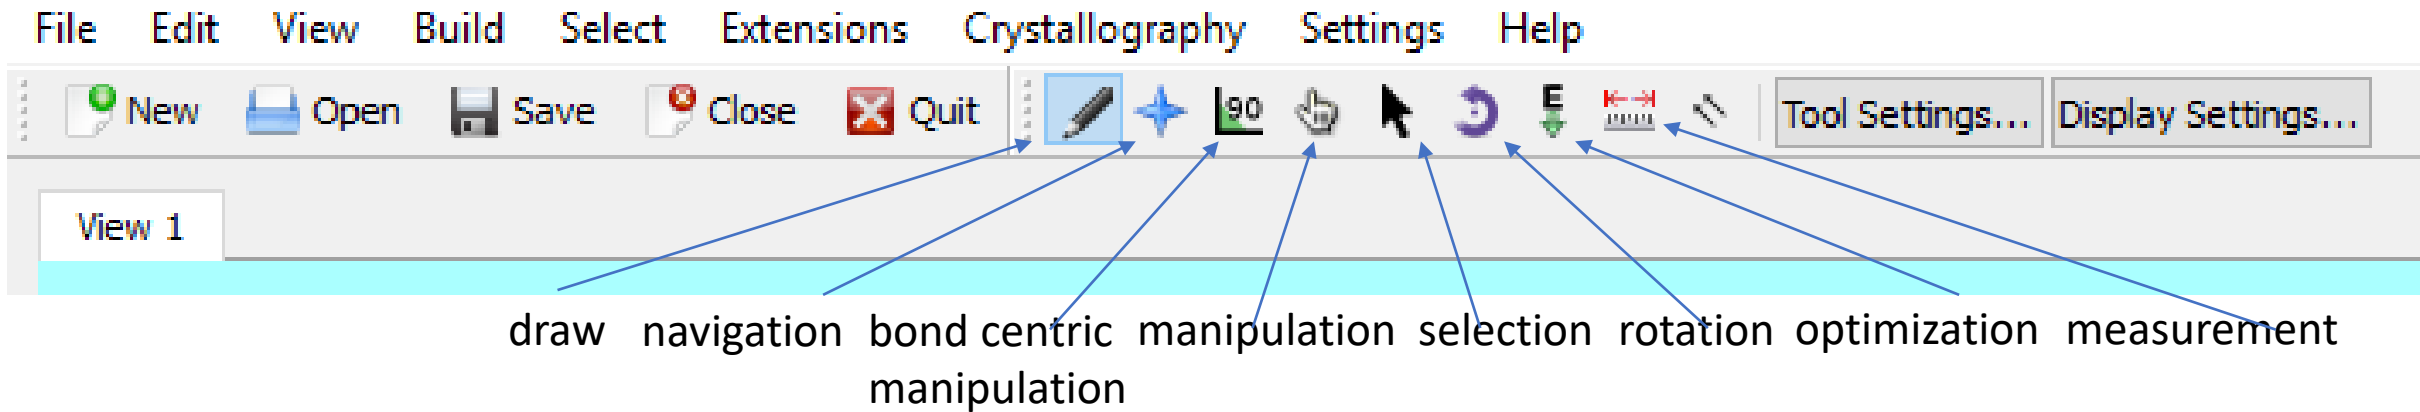 File Edit View Build Select Extensions Crystallography Settings Help
New Open Save Close Quit 90 E Tool Settings... Display Settings...
View 1
draw navigation bond centric manipulation selection rotation optimization measurement
manipulation